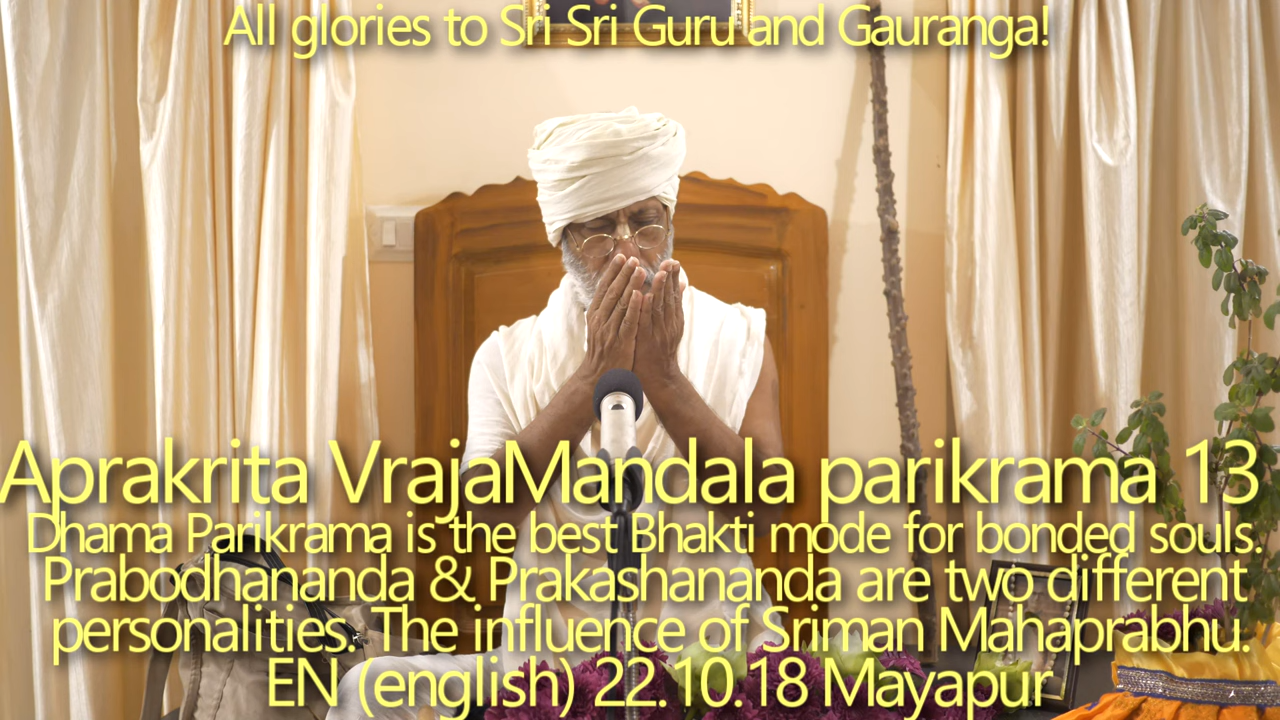 All glories to Sri Sri Guru and Gauranga!
Aprakrita VrajaMandala parikrama 13
Dhama Parikrama is the best Bhakti mode for bonded souls.
Prabodhananda & Prakashananda are two different
personalities. The influence of Sriman Mahaprabhu.
EN (english) 22.10.18 Mayapur